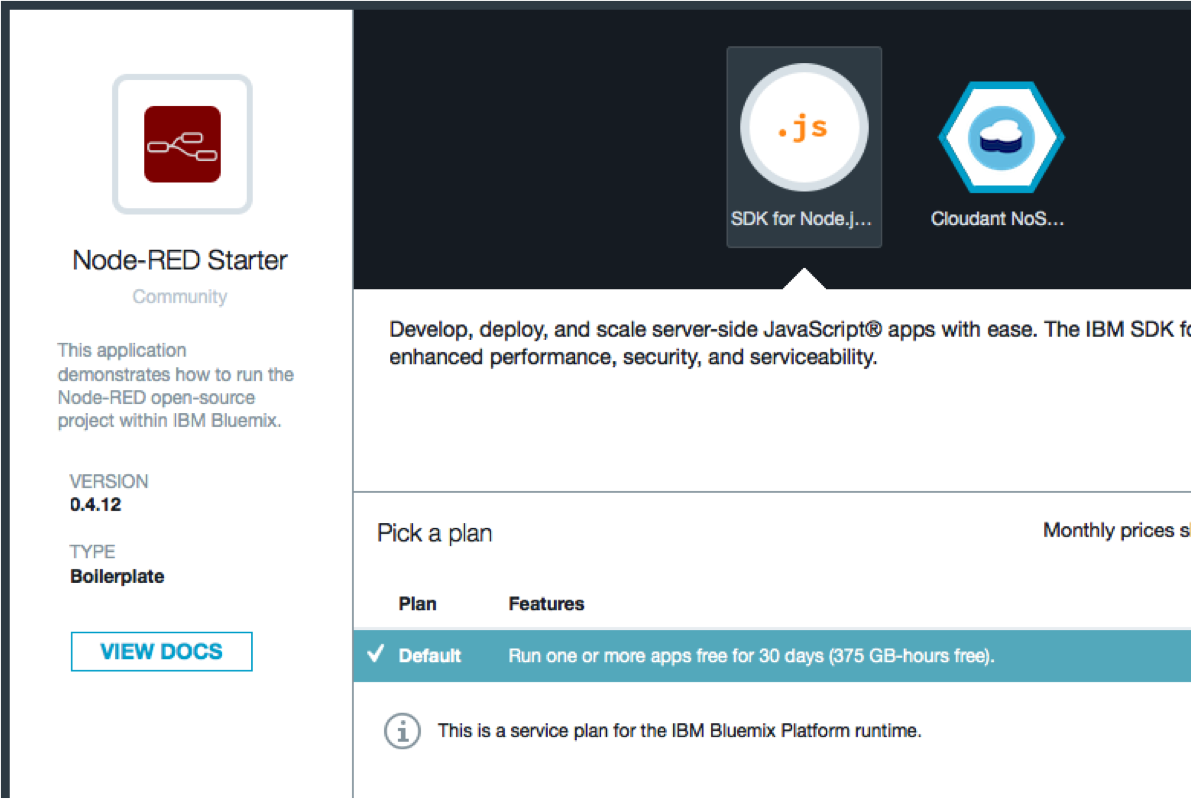 Node-RED Starter
Community
This application
demonstrates how to run the
Node-RED open-source
project within IBM Bluemix.
VERSION
0.4.12
TYPE
Boilerplate
VIEW DOCS
.js
SDK for Node.j...
Cloudant NoS...
Develop, deploy, and scale server-side JavaScript® apps with ease. The IBM SDK
enhanced performance, security, and serviceability.
Pick a plan
Monthly prices
Plan Features
Default Run one or more apps free for 30 days (375 GB-hours free).
This is a service plan for the IBM Bluemix Platform runtime.